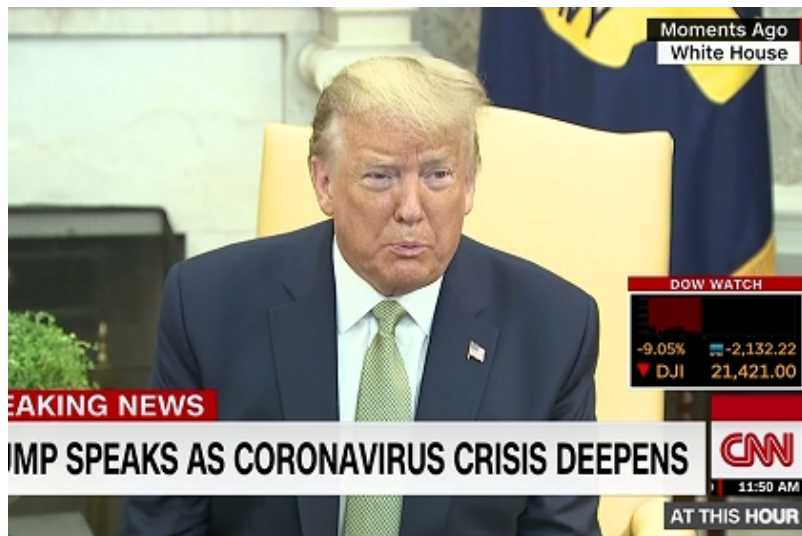 NY
Moments Ago
White House
DOW WATCH
-9.05% -2,132.22
▼ DJI 21,421.00
EAKING NEWS
UMP SPEAKS AS CORONAVIRUS CRISIS DEEPENS
CNN
11:50 AM
AT THIS HOUR